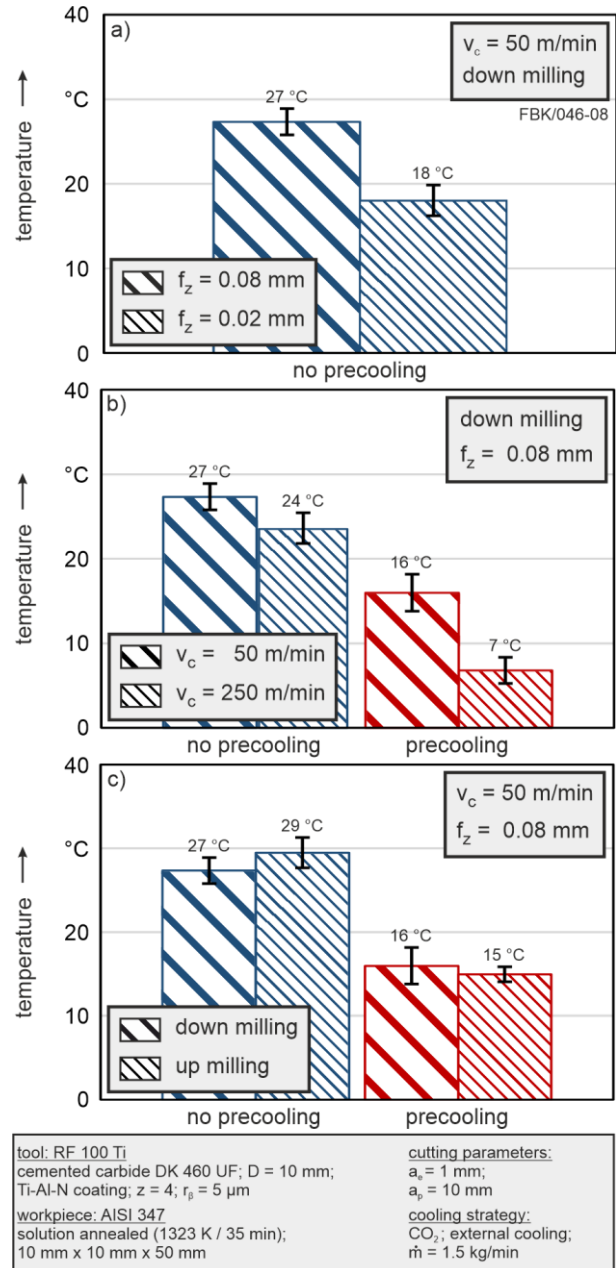 40
a)
v_c = 50 m/min
down milling
FBK/046-08
°C
27 °C
18 °C
20
10
0
temperature
f_z = 0.08 mm
f_z = 0.02 mm
no precooling
40
b)
down milling
f_z = 0.08 mm
°C
27 °C
24 °C
16 °C
7 °C
20
10
0
temperature
v_c = 50 m/min
v_c = 250 m/min
no precooling precooling
40
c)
v_c = 50 m/min
f_z = 0.08 mm
°C
27 °C
29 °C
16 °C
15 °C
20
10
0
temperature
down milling
up milling
no precooling precooling
tool: RF 100 Ti
cemented carbide DK 460 UF; D = 10 mm;
Ti-Al-N coating; z = 4; r_β = 5 µm
workpiece: AISI 347
solution annealed (1323 K / 35 min);
10 mm x 10 mm x 50 mm
cutting parameters:
a_e = 1 mm;
a_p = 10 mm
cooling strategy:
CO₂; external cooling;
ṁ = 1.5 kg/min